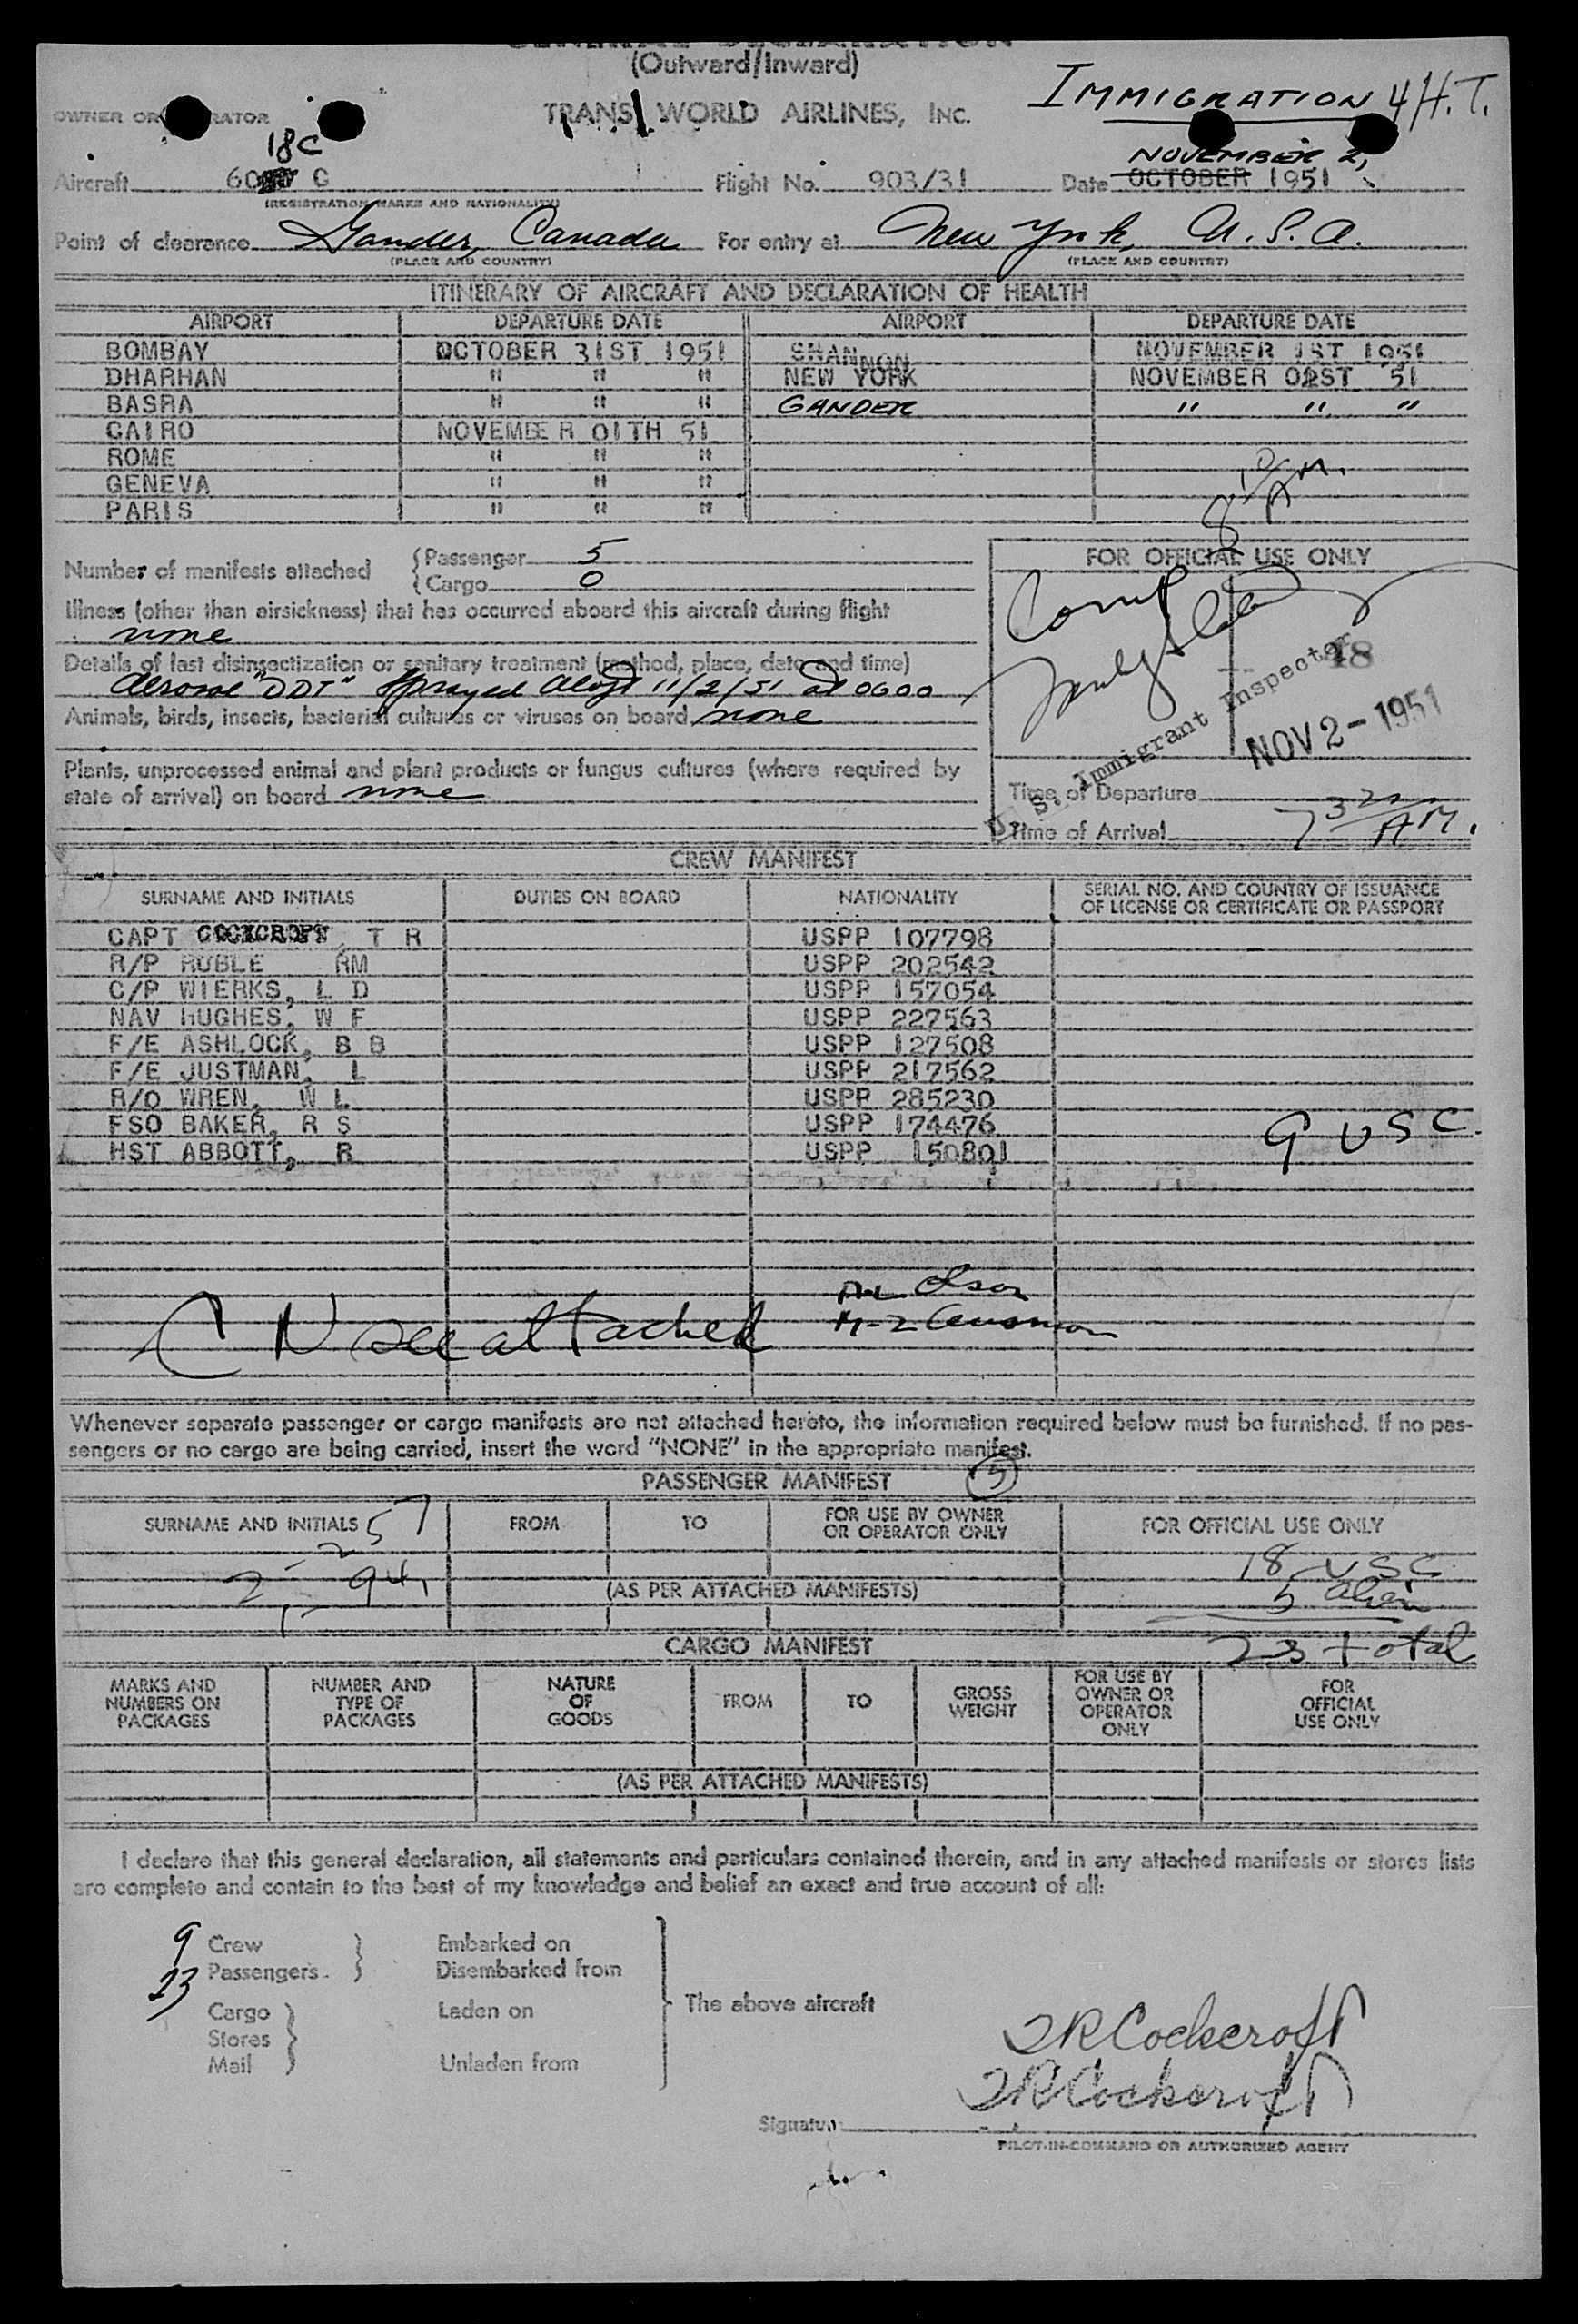 GENERAL DECLARATION
(Outward/Inward)
IMMIGRATION 4 H.T.
OWNER OR OPERATOR TRANS WORLD AIRLINES, INC.
18C
NOVEMBER 2,
Aircraft 60 C Flight No. 903/31 Date OCTOBER 1951
(REGISTRATION MARKS AND NATIONALITY)
Point of clearance Gander, Canada For entry at New York, U.S.A.
(PLACE AND COUNTRY) (PLACE AND COUNTRY)
ITINERARY OF AIRCRAFT AND DECLARATION OF HEALTH
AIRPORT DEPARTURE DATE AIRPORT DEPARTURE DATE
BOMBAY OCTOBER 31ST 1951 SHANNON NOVEMBER 1ST 1951
DHARHAN " " " NEW YORK NOVEMBER 02ST 51
BASRA " " " GANDER " " "
CAIRO NOVEMBER 01TH 51
ROME " " "
GENEVA " " "
PARIS " " "
8 10/AM.
Number of manifests attached
Passenger 5
Cargo 0
Illness (other than airsickness) that has occurred aboard this aircraft during flight
none
Details of last disinsectization or sanitary treatment (method, place, date and time)
Aerosol "DDT" Sprayed aloft 11/2/51 at 0600
Animals, birds, insects, bacterial cultures or viruses on board none
Plants, unprocessed animal and plant products or fungus cultures (where required by
state of arrival) on board none
FOR OFFICIAL USE ONLY
Comp
48
U. S. Immigrant Inspector
NOV 2 - 1951
Time of Departure
Time of Arrival 7 32 AM.
CREW MANIFEST
SURNAME AND INITIALS DUTIES ON BOARD NATIONALITY SERIAL NO. AND COUNTRY OF ISSUANCE
OF LICENSE OR CERTIFICATE OR PASSPORT
CAPT COCKCROFT, T R USPP 107798
R/P RUBLE RM USPP 202542
C/P WIERKS, L D USPP 157054
NAV HUGHES, W F USPP 227563
F/E ASHLOCK, B B USPP 127508
F/E JUSTMAN, L USPP 217562
R/O WREN, W L USPP 285230
FSO BAKER, R S USPP 174476
HST ABBOTT, R USPP 150801
9 USC.
Olson
C N see attached
Whenever separate passenger or cargo manifests are not attached hereto, the information required below must be furnished. If no pas-
sengers or no cargo are being carried, insert the word "NONE" in the appropriate manifest.
PASSENGER MANIFEST 5
SURNAME AND INITIALS FROM TO FOR USE BY OWNER
OR OPERATOR ONLY FOR OFFICIAL USE ONLY
18 USC
(AS PER ATTACHED MANIFESTS)
5 alien
CARGO MANIFEST
23 total
MARKS AND
NUMBERS ON
PACKAGES
NUMBER AND
TYPE OF
PACKAGES
NATURE
OF
GOODS
FROM
TO
GROSS
WEIGHT
FOR USE BY
OWNER OR
OPERATOR
ONLY
FOR
OFFICIAL
USE ONLY
(AS PER ATTACHED MANIFESTS)
I declare that this general declaration, all statements and particulars contained therein, and in any attached manifests or stores lists
are complete and contain to the best of my knowledge and belief an exact and true account of all:
9 Crew Embarked on
23 Passengers Disembarked from
Cargo Laden on The above aircraft
Stores
Mail Unladen from
T R Cockcroft
T R Cockcroft
Signature
PILOT-IN-COMMAND OR AUTHORIZED AGENT